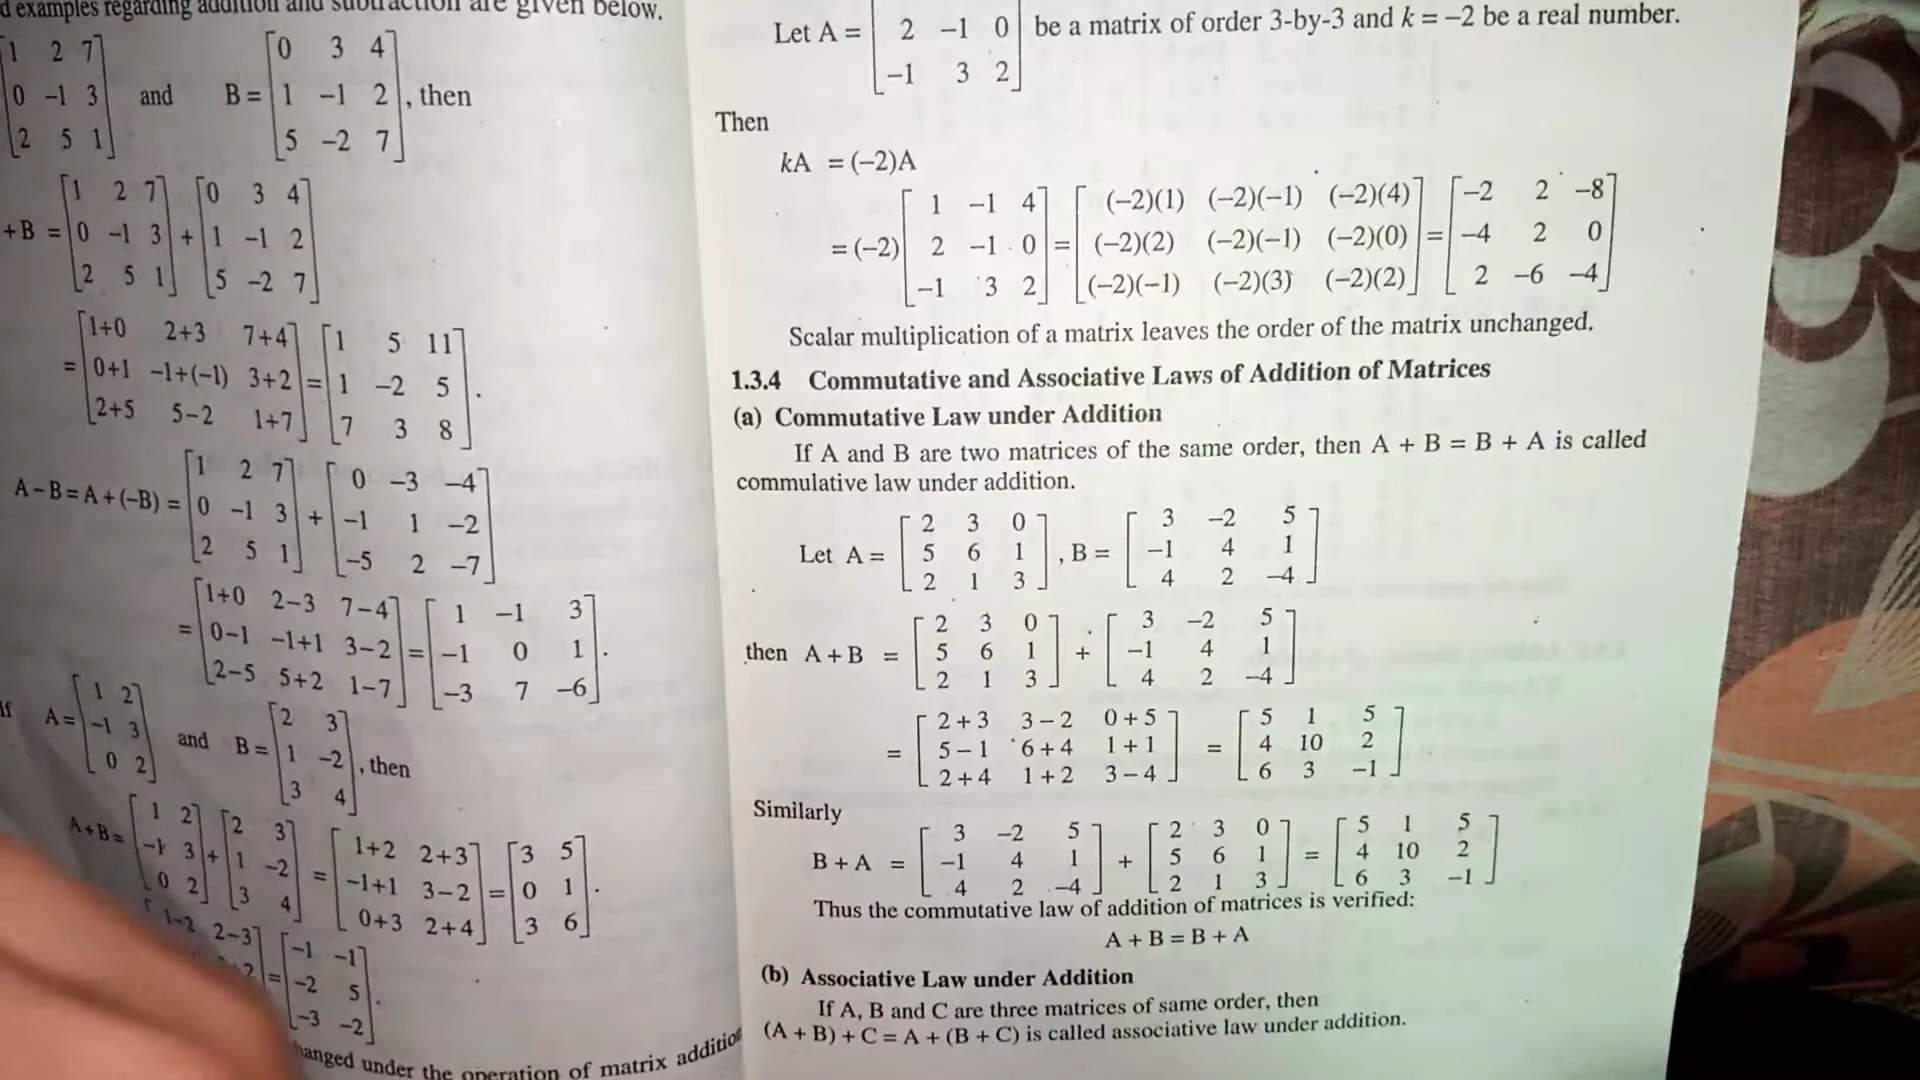 d examples regarding addition and subtraction are given below.
1 2 7
0 –1 3
2 5 1
and
B =
0 3 4
1 –1 2
5 –2 7
, then
+B =
1 2 7
0 –1 3
2 5 1
+
0 3 4
1 –1 2
5 –2 7
=
1+0 2+3 7+4
0+1 –1+(–1) 3+2
2+5 5–2 1+7
=
1 5 11
1 –2 5
7 3 8
.
A – B = A + (–B) =
1 2 7
0 –1 3
2 5 1
+
0 –3 –4
–1 1 –2
–5 2 –7
=
1+0 2–3 7–4
0–1 –1+1 3–2
2–5 5+2 1–7
=
1 –1 3
–1 0 1
–3 7 –6
.
If A =
1 2
–1 3
0 2
and B =
2 3
1 –2
3 4
, then
A+B =
1 2
–1 3
0 2
+
2 3
1 –2
3 4
=
1+2 2+3
–1+1 3–2
0+3 2+4
=
3 5
0 1
3 6
.
1–2 2–3
=
–1 –1
–2 5
–3 –2
.
hanged under the operation of matrix additio
Let A =
2 –1 0
–1 3 2
be a matrix of order 3-by-3 and k = –2 be a real number.
Then
kA = (–2)A
= (–2)
1 –1 4
2 –1 0
–1 3 2
=
(–2)(1) (–2)(–1) (–2)(4)
(–2)(2) (–2)(–1) (–2)(0)
(–2)(–1) (–2)(3) (–2)(2)
=
–2 2 –8
–4 2 0
2 –6 –4
Scalar multiplication of a matrix leaves the order of the matrix unchanged.
1.3.4 Commutative and Associative Laws of Addition of Matrices
(a) Commutative Law under Addition
If A and B are two matrices of the same order, then A + B = B + A is called
commulative law under addition.
Let A =
2 3 0
5 6 1
2 1 3
, B =
3 –2 5
–1 4 1
4 2 –4
then A + B =
2 3 0
5 6 1
2 1 3
+
3 –2 5
–1 4 1
4 2 –4
=
2 + 3 3 – 2 0 + 5
5 – 1 6 + 4 1 + 1
2 + 4 1 + 2 3 – 4
=
5 1 5
4 10 2
6 3 –1
Similarly
B + A =
3 –2 5
–1 4 1
4 2 –4
+
2 3 0
5 6 1
2 1 3
=
5 1 5
4 10 2
6 3 –1
Thus the commutative law of addition of matrices is verified:
A + B = B + A
(b) Associative Law under Addition
If A, B and C are three matrices of same order, then
(A + B) + C = A + (B + C) is called associative law under addition.